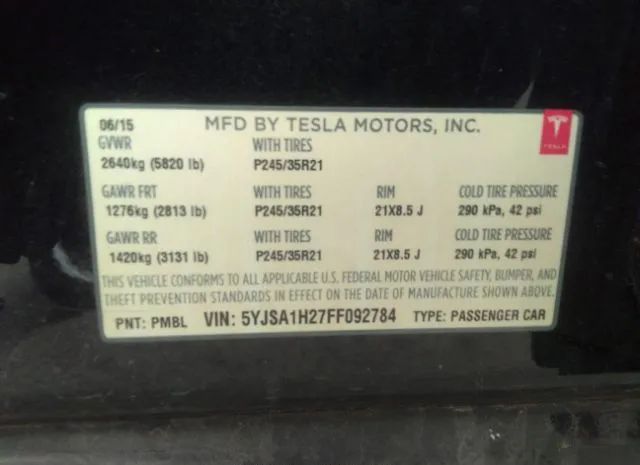 06/15 MFD BY TESLA MOTORS, INC.
TESLA
GVWR WITH TIRES
2640kg (5820 lb) P245/35R21
GAWR FRT WITH TIRES RIM COLD TIRE PRESSURE
1276kg (2813 lb) P245/35R21 21X8.5 J 290 kPa, 42 psi
GAWR RR WITH TIRES RIM COLD TIRE PRESSURE
1420kg (3131 lb) P245/35R21 21X8.5 J 290 kPa, 42 psi
THIS VEHICLE CONFORMS TO ALL APPLICABLE U.S. FEDERAL MOTOR VEHICLE SAFETY, BUMPER, AND
THEFT PREVENTION STANDARDS IN EFFECT ON THE DATE OF MANUFACTURE SHOWN ABOVE.
PNT: PMBL VIN: 5YJSA1H27FF092784 TYPE: PASSENGER CAR